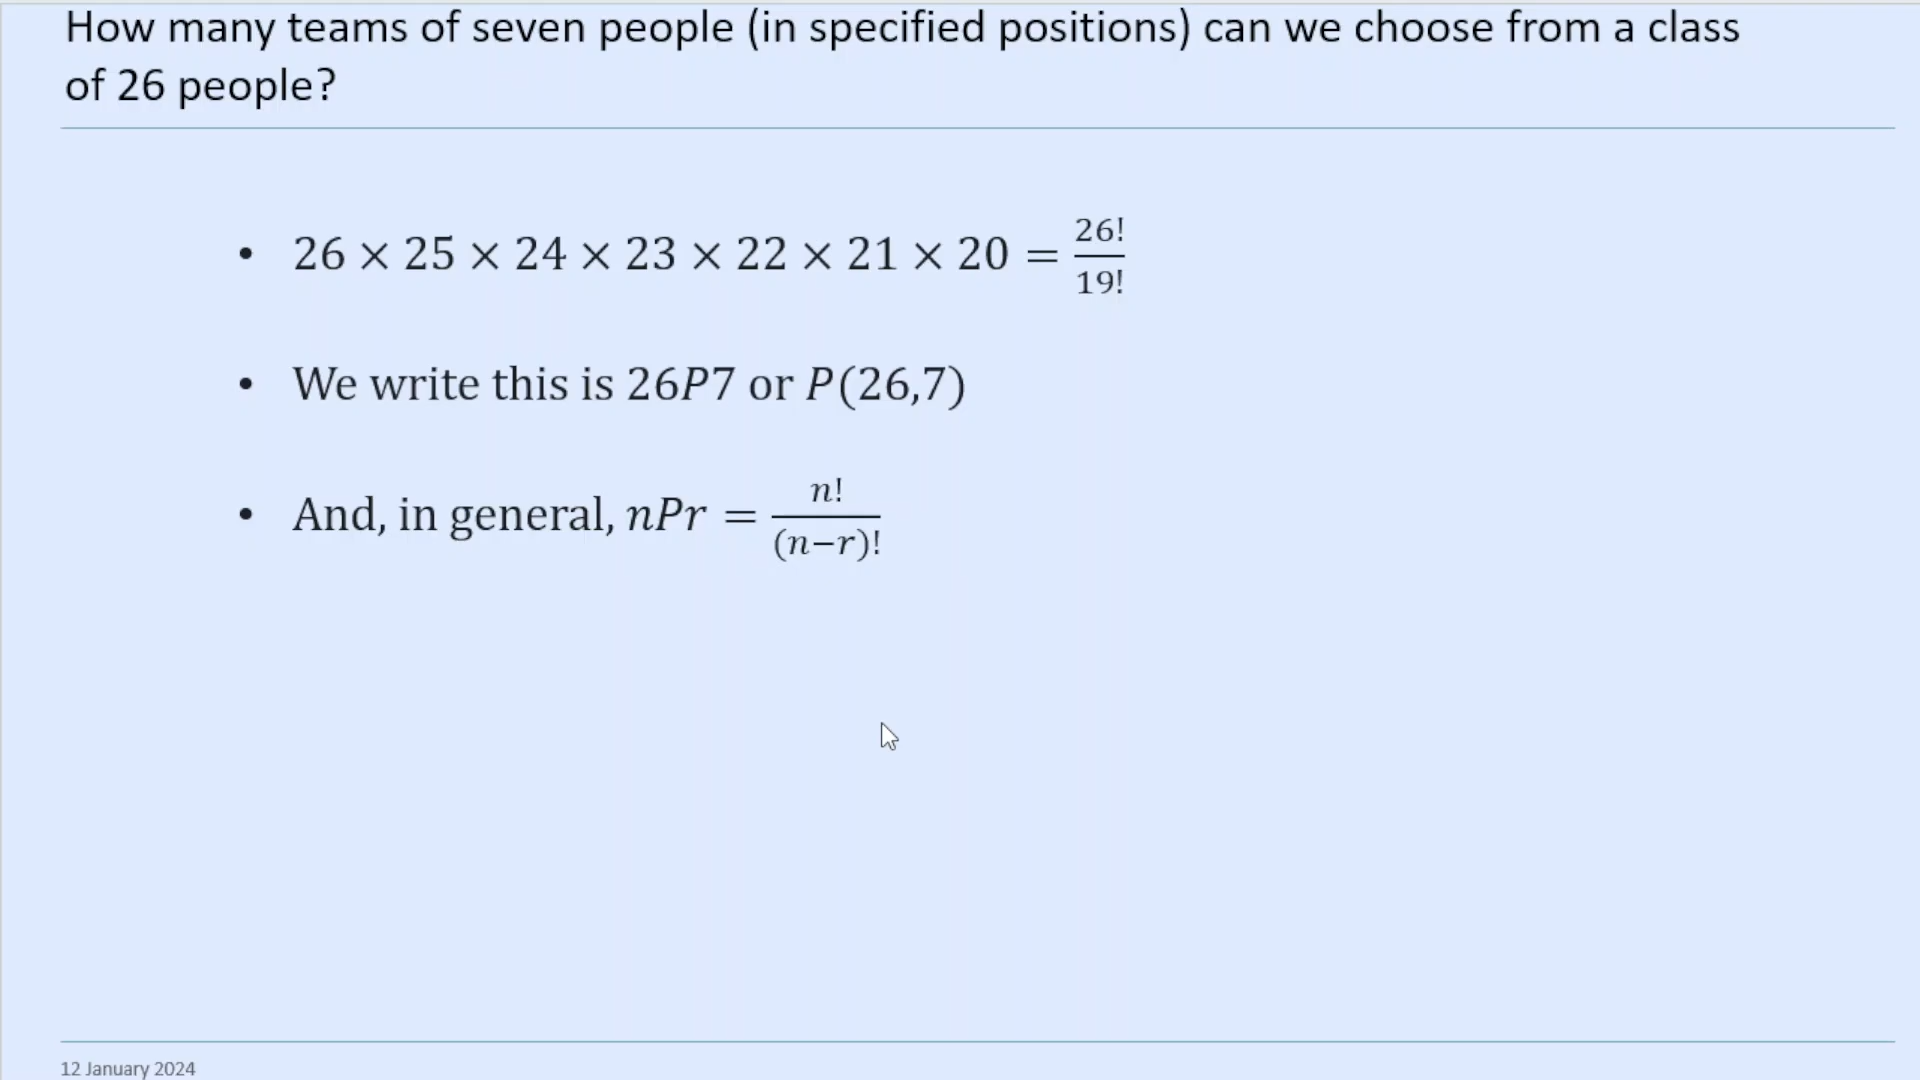 How many teams of seven people (in specified positions) can we choose from a class
of 26 people?
• 26 × 25 × 24 × 23 × 22 × 21 × 20 = 26!/19!
• We write this is 26P7 or P(26,7)
• And, in general, nPr = n!/(n−r)!
12 January 2024